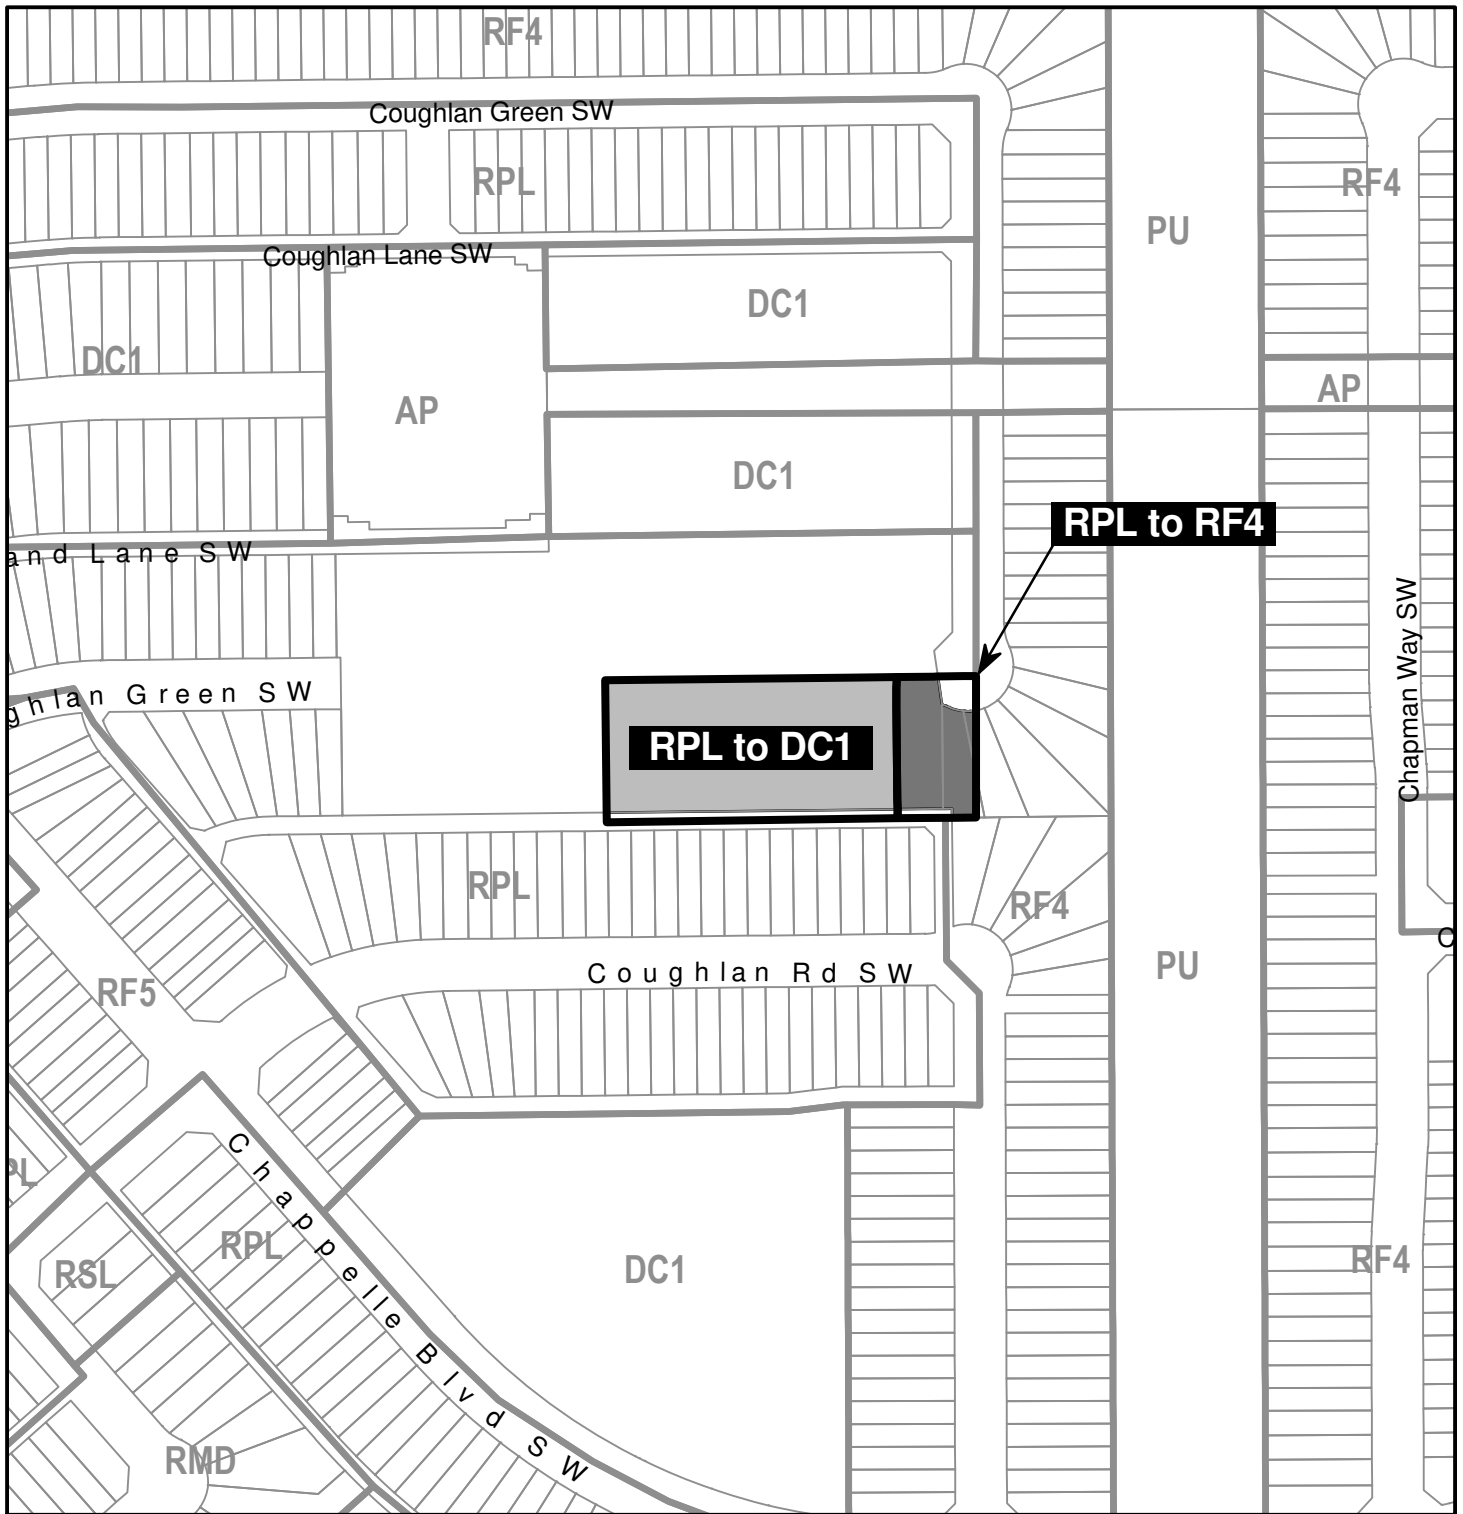 RF4
Coughlan Green SW
RPL
RF4
PU
Coughlan Lane SW
DC1
DC1
AP
AP
DC1
RPL to RF4
and Lane SW
Chapman Way SW
ghlan Green SW
RPL to DC1
RPL
RF4
C
Coughlan Rd SW
PU
RF5
PL
Chappelle Blvd SW
RPL
RSL
DC1
RF4
RMD